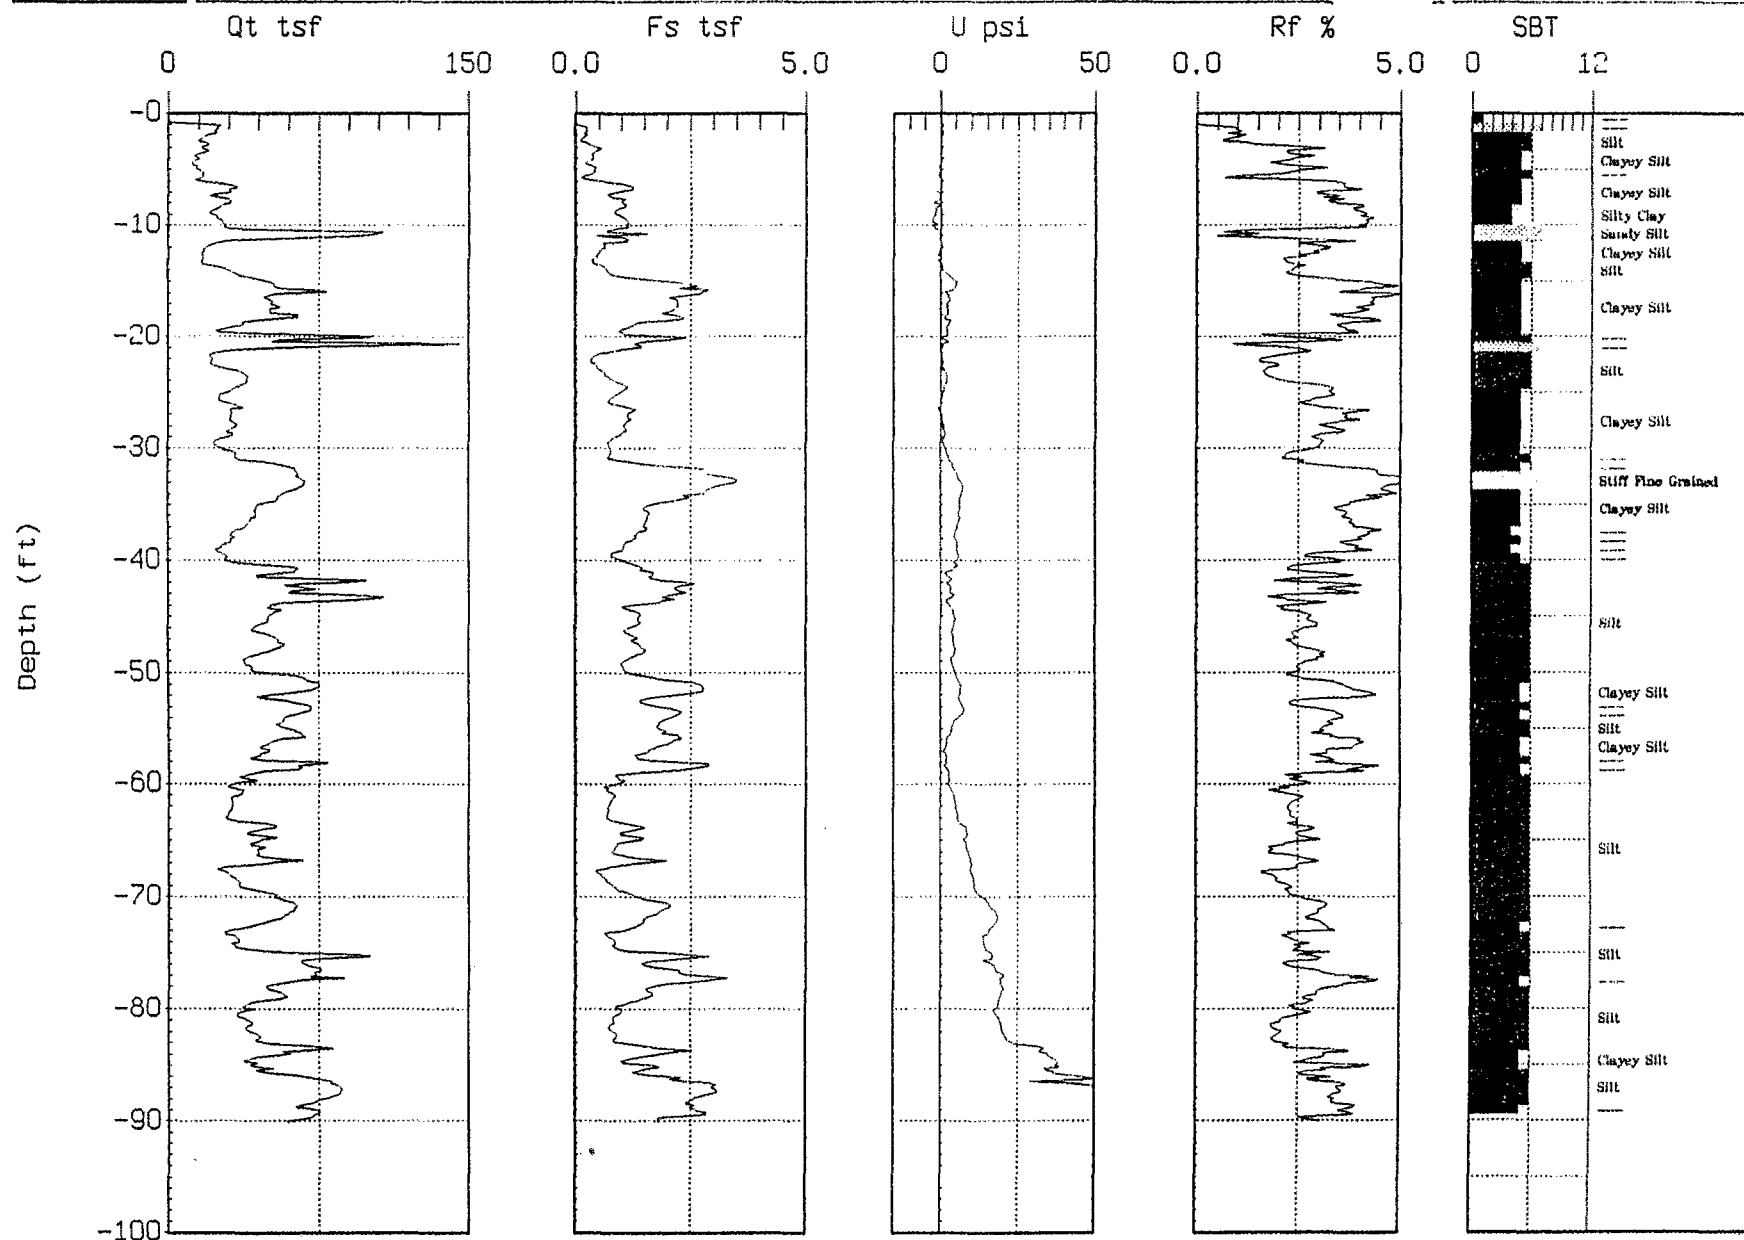 Qt tsf Fs tsf U psi Rf % SBT
0 150 0.0 5.0 0 50 0.0 5.0 0 12
-0
Silt
Clayey Silt
Clayey Silt
Silty Clay
-10
Sandy Silt
Clayey Silt
Silt
Clayey Silt
-20
Silt
Clayey Silt
-30
Stiff Fine Grained
Clayey Silt
-40
Silt
-50
Clayey Silt
Silt
Clayey Silt
-60
Silt
-70
Silt
-80
Silt
Clayey Silt
Silt
-90
-100
Depth (ft)